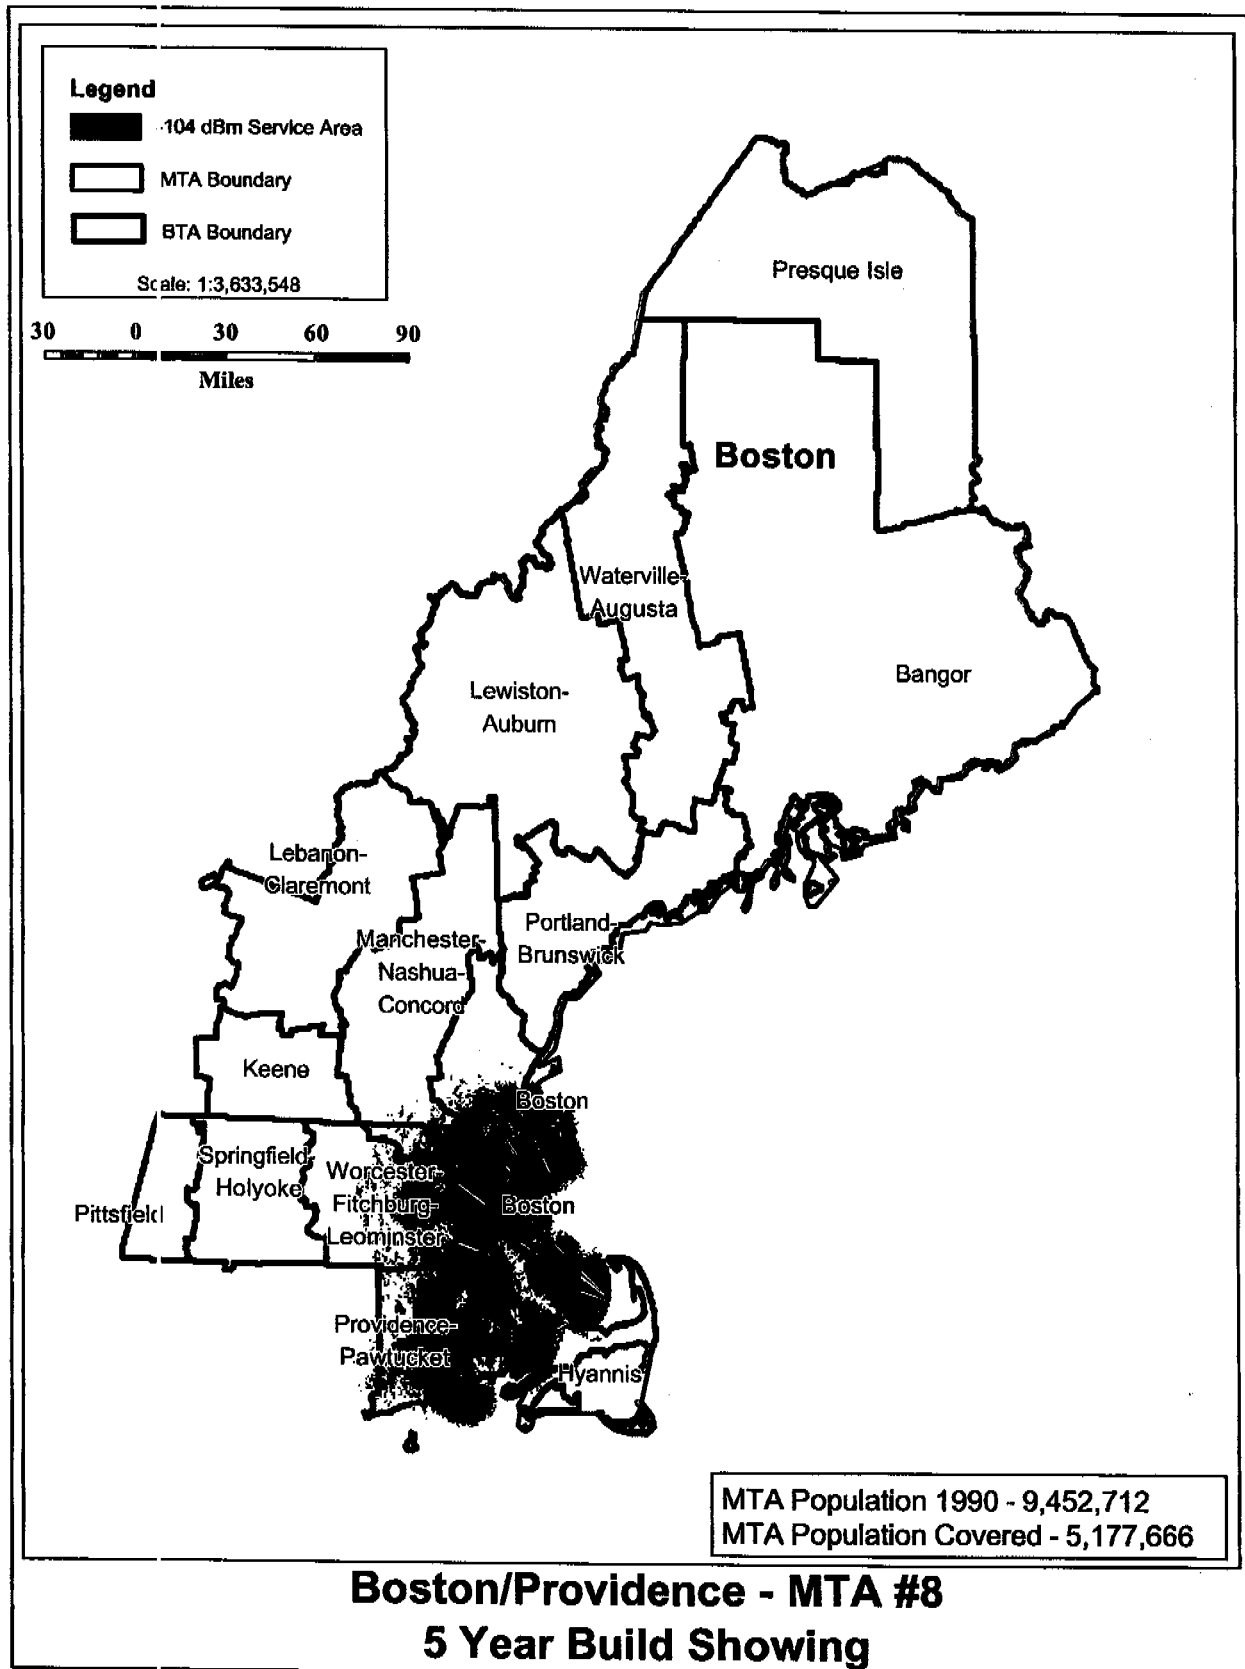 Legend
-104 dBm Service Area
MTA Boundary
BTA Boundary
Scale: 1:3,633,548
30 0 30 60 90
Miles
Presque Isle
Boston
Waterville-
Augusta
Bangor
Lewiston-
Auburn
Lebanon-
Claremont
Portland-
Brunswick
Manchester-
Nashua-
Concord
Keene
Boston
Springfield-
Holyoke
Worcester-
Fitchburg-
Leominster
Boston
Pittsfield
Providence-
Pawtucket
Hyannis
MTA Population 1990 - 9,452,712
MTA Population Covered - 5,177,666
Boston/Providence - MTA #8
5 Year Build Showing